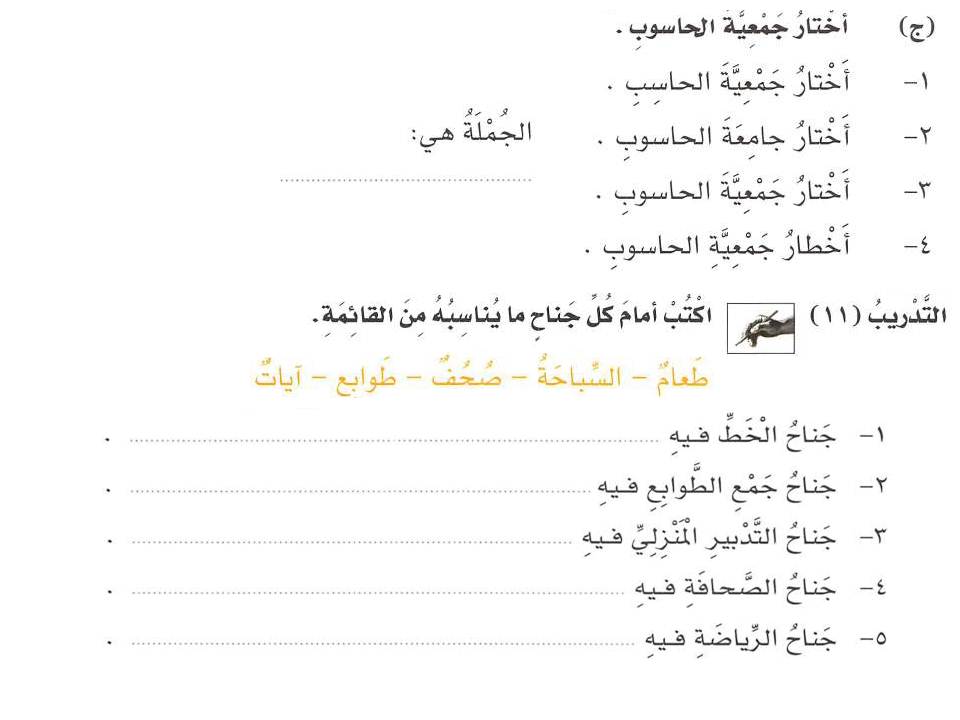 (ج) أختارُ جَمْعِيَّةَ الحاسوبِ .
١- أَخْتارُ جَمْعِيَّةَ الحاسِبِ .
٢- أَخْتارُ جامِعَةَ الحاسوبِ .
الجُمْلَةُ هي:
٣- أَخْتارُ جَمْعِيَّةَ الحاسوبِ .
٤- أَخْطارُ جَمْعِيَّةِ الحاسوبِ .
التَّدْريبُ (١١) اكْتُبْ أمامَ كُلِّ جَناحِ ما يُناسِبُهُ مِنَ القائِمَةِ.
طَعامٌ – السِّباحَةُ – صُحُفٌ – طَوابع – آياتٌ
١- جَناحُ الْخَطِّ فيهِ .......... .
٢- جَناحُ جَمْعِ الطَّوابِعِ فيهِ .......... .
٣- جَناحُ التَّدْبيرِ الْمَنْزِلِيِّ فيهِ .......... .
٤- جَناحُ الصَّحافَةِ فيهِ .......... .
٥- جَناحُ الرِّياضَةِ فيهِ .......... .